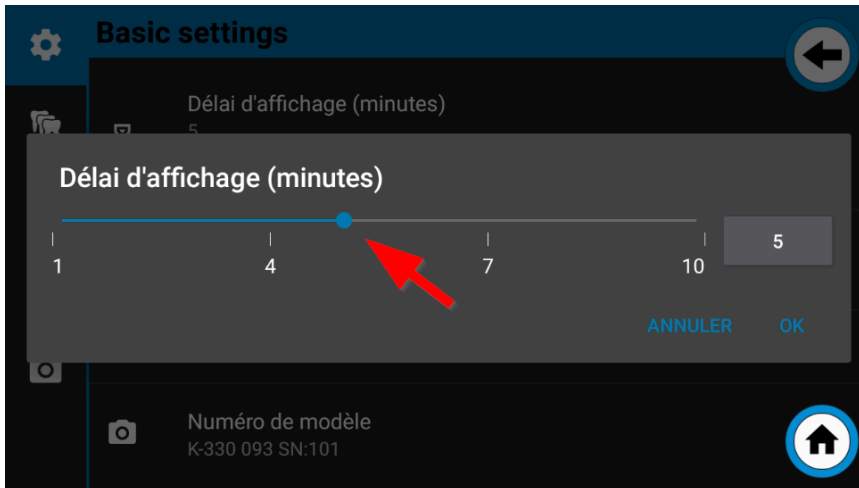 Basic settings
Délai d'affichage (minutes)
5
Délai d'affichage (minutes)
1 4 7 10 5
ANNULER OK
Numéro de modèle
K-330 093 SN:101